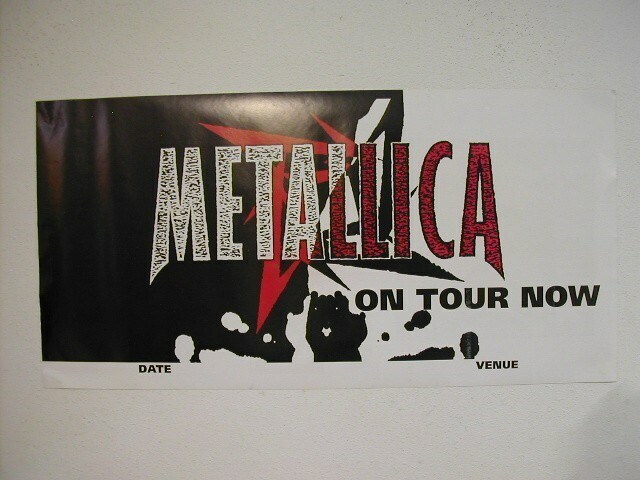 METALLICA
ON TOUR NOW
DATE VENUE